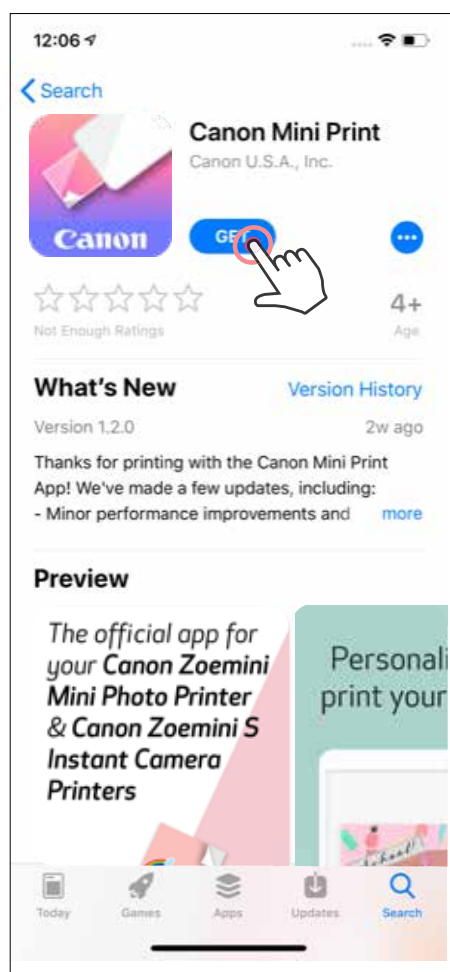 12:06
Search
Canon Mini Print
Canon U.S.A., Inc.
Canon
GET
Not Enough Ratings
4+
Age
What's New
Version History
Version 1.2.0
2w ago
Thanks for printing with the Canon Mini Print
App! We've made a few updates, including:
- Minor performance improvements and more
Preview
The official app for
your Canon Zoemini
Mini Photo Printer
& Canon Zoemini S
Instant Camera
Printers
Personali
print your
School!
Today
Games
Apps
Updates
Search